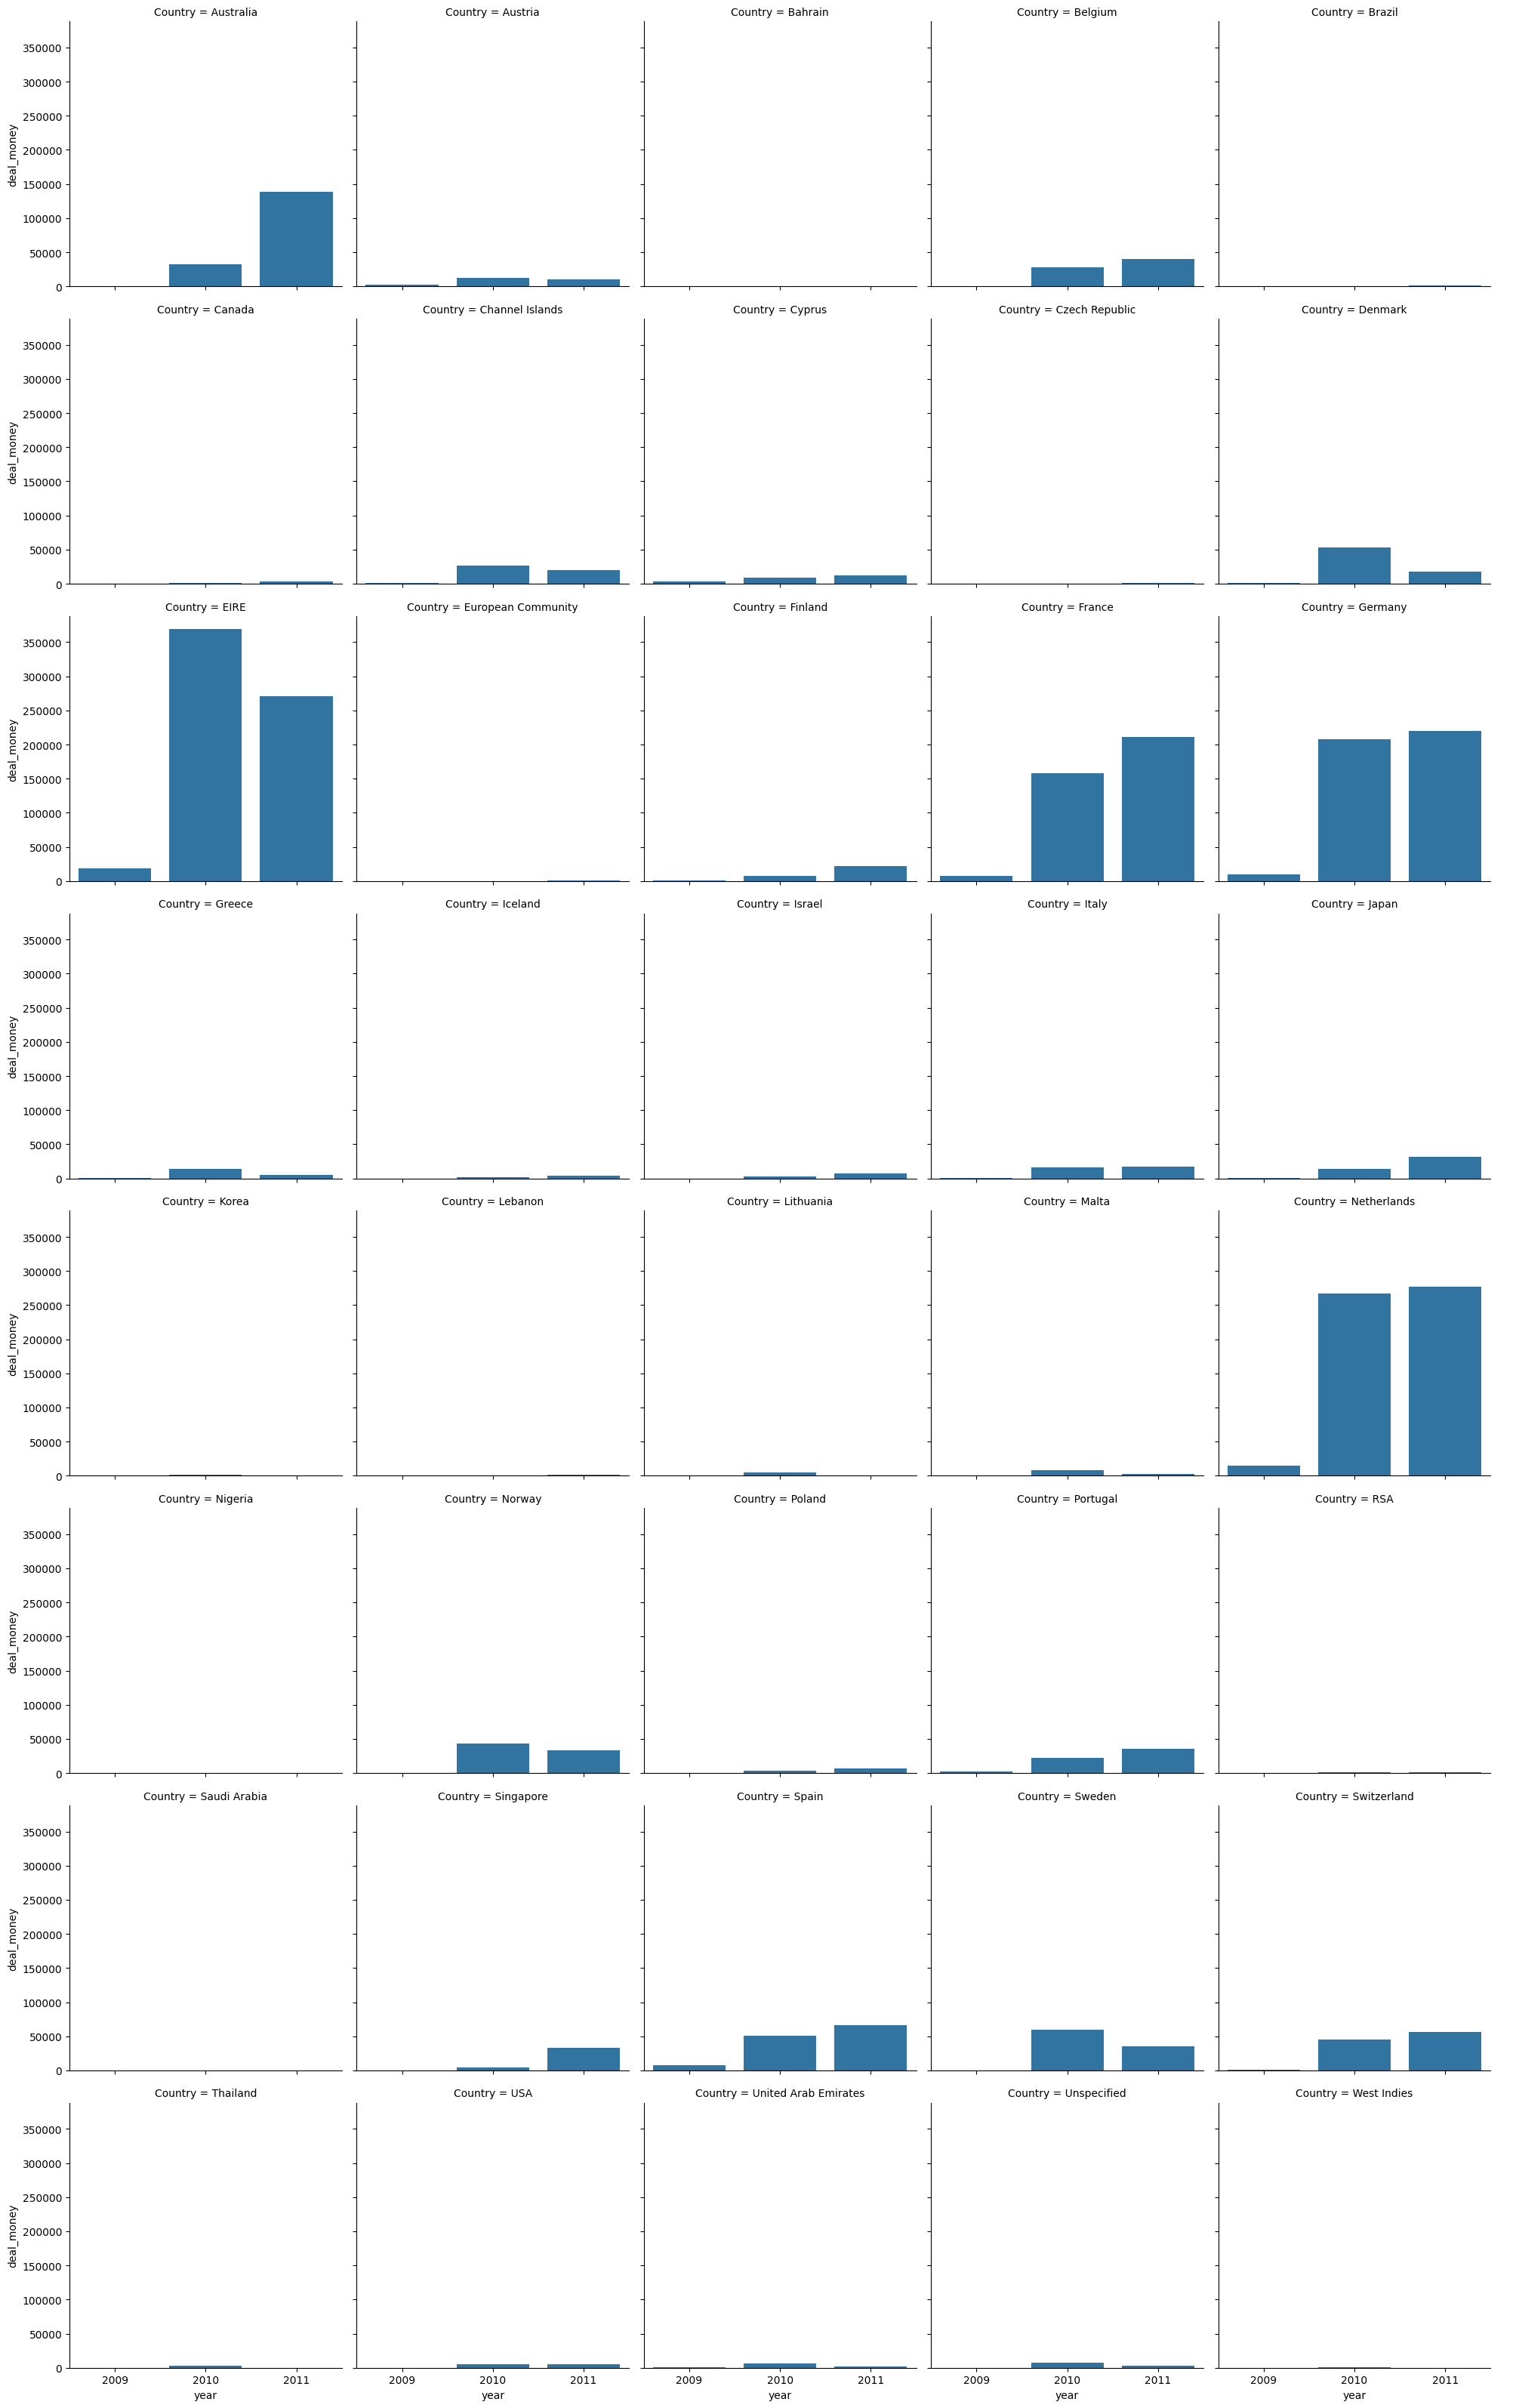 Country = Australia
Country = Austria
Country = Bahrain
Country = Belgium
Country = Brazil
350000
300000
250000
200000
150000
100000
50000
0
deal_money
Country = Canada
Country = Channel Islands
Country = Cyprus
Country = Czech Republic
Country = Denmark
350000
300000
250000
200000
150000
100000
50000
0
deal_money
Country = EIRE
Country = European Community
Country = Finland
Country = France
Country = Germany
350000
300000
250000
200000
150000
100000
50000
0
deal_money
Country = Greece
Country = Iceland
Country = Israel
Country = Italy
Country = Japan
350000
300000
250000
200000
150000
100000
50000
0
deal_money
Country = Korea
Country = Lebanon
Country = Lithuania
Country = Malta
Country = Netherlands
350000
300000
250000
200000
150000
100000
50000
0
deal_money
Country = Nigeria
Country = Norway
Country = Poland
Country = Portugal
Country = RSA
350000
300000
250000
200000
150000
100000
50000
0
deal_money
Country = Saudi Arabia
Country = Singapore
Country = Spain
Country = Sweden
Country = Switzerland
350000
300000
250000
200000
150000
100000
50000
0
deal_money
Country = Thailand
Country = USA
Country = United Arab Emirates
Country = Unspecified
Country = West Indies
350000
300000
250000
200000
150000
100000
50000
0
deal_money
2009 2010 2011
year
2009 2010 2011
year
2009 2010 2011
year
2009 2010 2011
year
2009 2010 2011
year